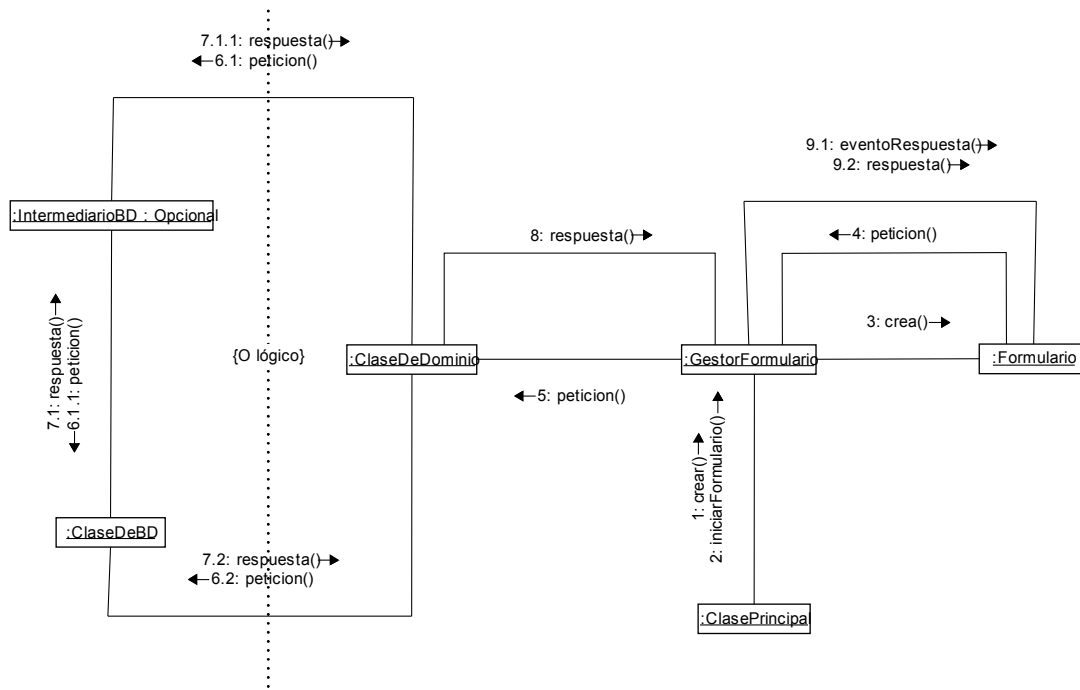 7.1.1: respuesta()
6.1: peticion()
9.1: eventoRespuesta()
9.2: respuesta()
:IntermediarioBD : Opcional
8: respuesta()
4: peticion()
7.1: respuesta()
6.1.1: peticion()
3: crea()
{O lógico}
:ClaseDeDominio
:GestorFormulario
:Formulario
5: peticion()
1: crear()
2: iniciarFormulario()
:ClaseDeBD
7.2: respuesta()
6.2: peticion()
:ClasePrincipal